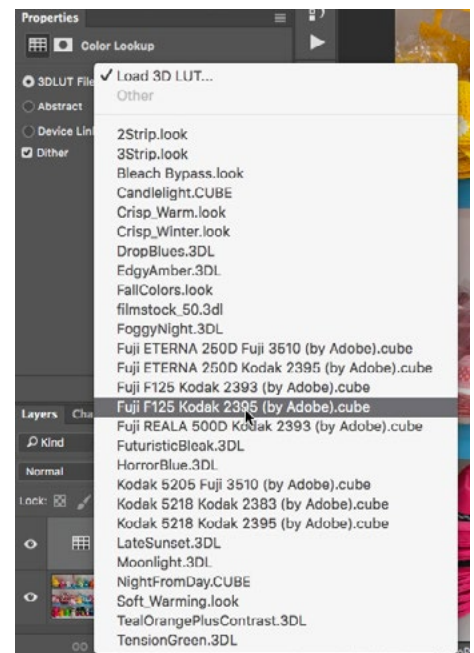 Properties
Color Lookup
3DLUT File
✓ Load 3D LUT...
Other
Abstract
Device Link
Dither
2Strip.look
3Strip.look
Bleach Bypass.look
Candlelight.CUBE
Crisp_Warm.look
Crisp_Winter.look
DropBlues.3DL
EdgyAmber.3DL
FallColors.look
filmstock_50.3dl
FoggyNight.3DL
Fuji ETERNA 250D Fuji 3510 (by Adobe).cube
Fuji ETERNA 250D Kodak 2395 (by Adobe).cube
Fuji F125 Kodak 2393 (by Adobe).cube
Fuji F125 Kodak 2395 (by Adobe).cube
Fuji REALA 500D Kodak 2393 (by Adobe).cube
FuturisticBleak.3DL
HorrorBlue.3DL
Kodak 5205 Fuji 3510 (by Adobe).cube
Kodak 5218 Kodak 2383 (by Adobe).cube
Kodak 5218 Kodak 2395 (by Adobe).cube
LateSunset.3DL
Moonlight.3DL
NightFromDay.CUBE
Soft_Warming.look
TealOrangePlusContrast.3DL
TensionGreen.3DL
Layers Cha
Kind
Normal
Lock: